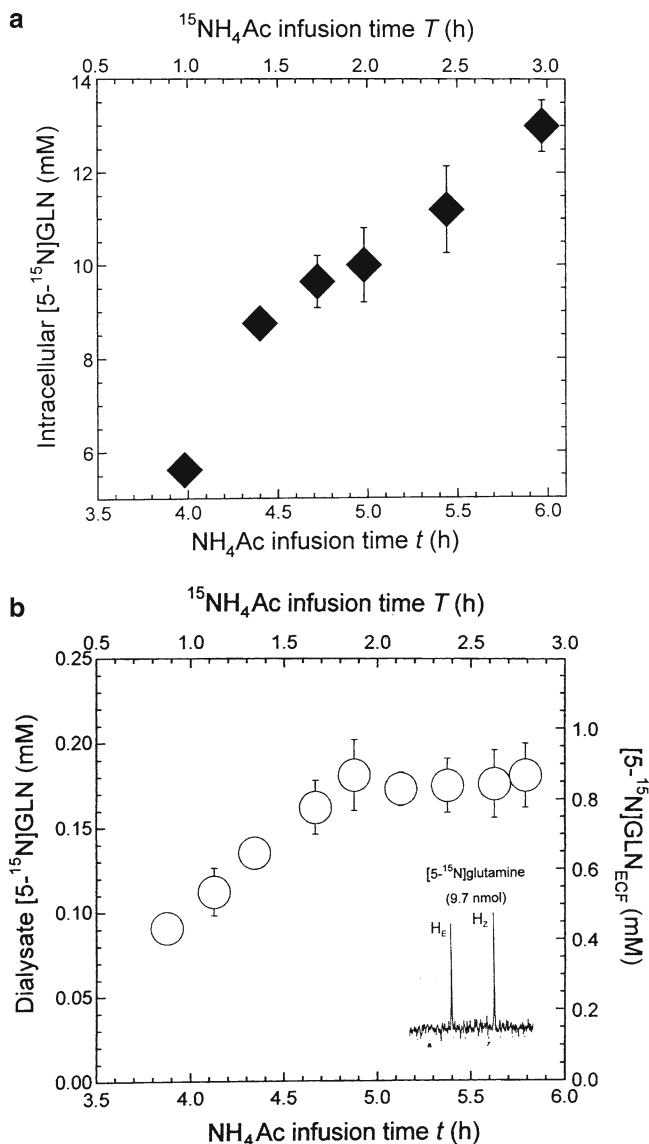 a
¹⁵NH₄Ac infusion time T (h)
0.5 1.0 1.5 2.0 2.5 3.0
Intracellular [5-¹⁵N]GLN (mM)
14
12
10
8
6
3.5 4.0 4.5 5.0 5.5 6.0
NH₄Ac infusion time t (h)
b
¹⁵NH₄Ac infusion time T (h)
0.5 1.0 1.5 2.0 2.5 3.0
Dialysate [5-¹⁵N]GLN (mM)
0.25
0.20
0.15
0.10
0.05
0.00
[5-¹⁵N]glutamine
(9.7 nmol)
H_E H_Z
1.0
0.8
0.6
0.4
0.2
0.0
[5-¹⁵N]GLN_ECF (mM)
3.5 4.0 4.5 5.0 5.5 6.0
NH₄Ac infusion time t (h)